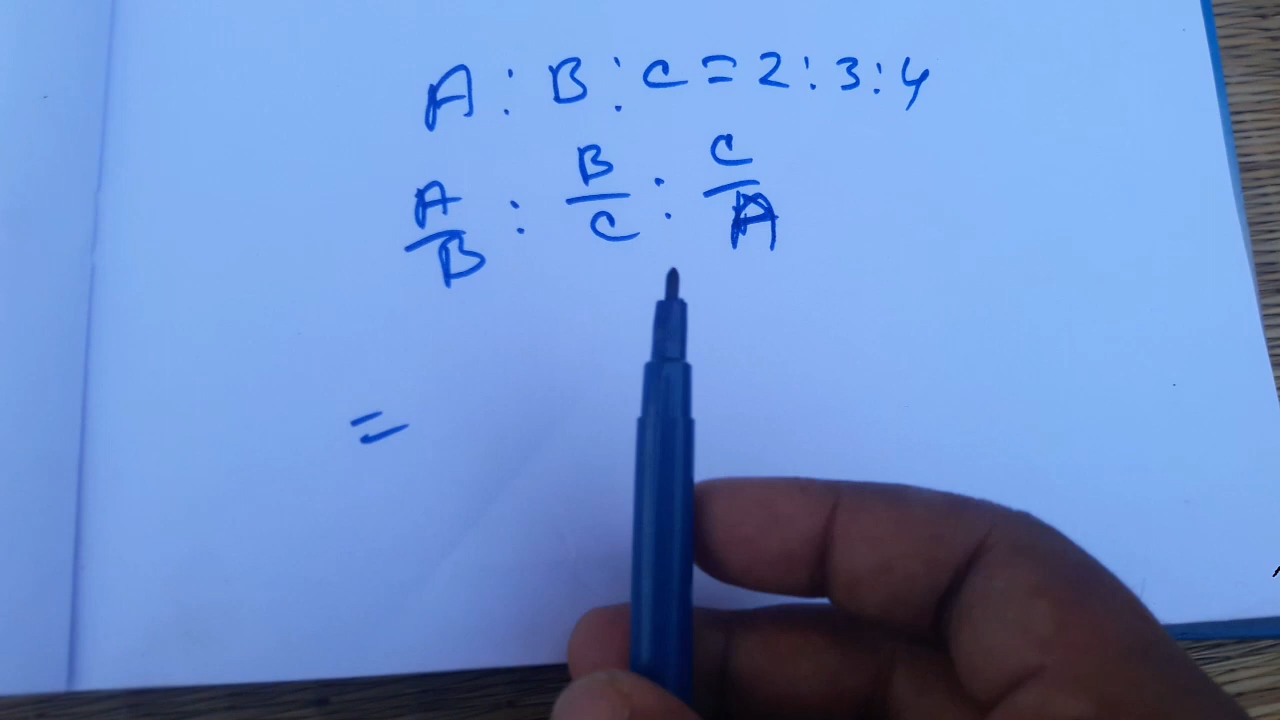 A : B : C = 2 : 3 : 4
A/B : B/C : C/A
=